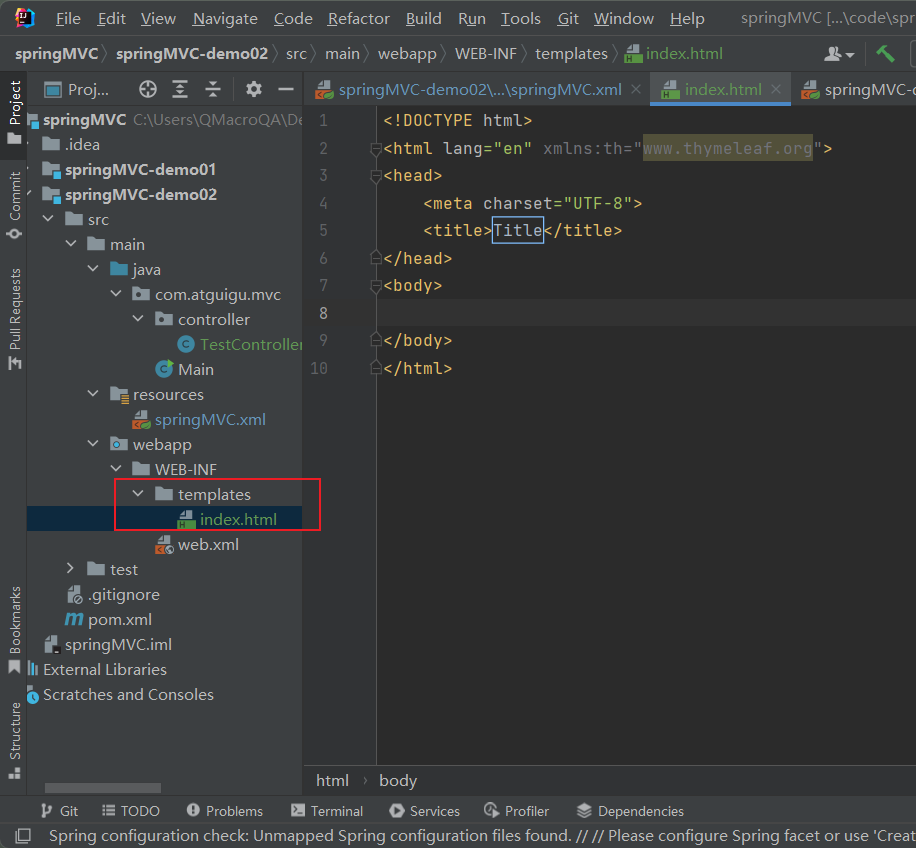 File Edit View Navigate Code Refactor Build Run Tools Git Window Help springMVC [...\code\spr
springMVC springMVC-demo02 src main webapp WEB-INF templates index.html
Proj...
springMVC-demo02\...\springMVC.xml
index.html
springMVC-d
Project
Commit
Pull Requests
Bookmarks
Structure
springMVC C:\Users\QMacroQA\De
.idea
springMVC-demo01
springMVC-demo02
src
main
java
com.atguigu.mvc
controller
TestController
Main
resources
springMVC.xml
webapp
WEB-INF
templates
index.html
web.xml
test
.gitignore
pom.xml
springMVC.iml
External Libraries
Scratches and Consoles
1 <!DOCTYPE html>
2 <html lang="en" xmlns:th="www.thymeleaf.org">
3 <head>
4 <meta charset="UTF-8">
5 <title>Title</title>
6 </head>
7 <body>
8
9 </body>
10 </html>
html › body
Git TODO Problems Terminal Services Profiler Dependencies
Spring configuration check: Unmapped Spring configuration files found. // // Please configure Spring facet or use 'Creat